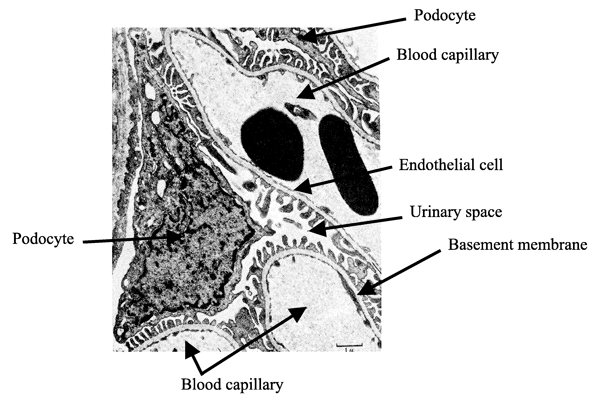 Podocyte
Blood capillary
Endothelial cell
Urinary space
Podocyte
Basement membrane
Blood capillary